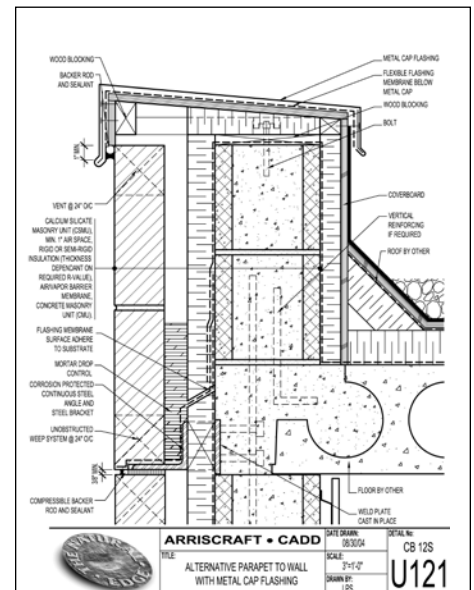 WOOD BLOCKING
BACKER ROD
AND SEALANT
1" MIN.
VENT @ 24" O/C
CALCIUM SILICATE
MASONRY UNIT (CSMU),
MIN. 1" AIR SPACE,
RIGID OR SEMI-RIGID
INSULATION (THICKNESS
DEPENDANT ON
REQUIRED R-VALUE),
AIR/VAPOR BARRIER
MEMBRANE,
CONCRETE MASONRY
UNIT (CMU).
FLASHING MEMBRANE
SURFACE ADHERE
TO SUBSTRATE
MORTAR DROP
CONTROL
CORROSION PROTECTED
CONTINUOUS STEEL
ANGLE AND
STEEL BRACKET
UNOBSTRUCTED
WEEP SYSTEM @ 24" O/C
3/8" MIN.
COMPRESSIBLE BACKER
ROD AND SEALANT
METAL CAP FLASHING
FLEXIBLE FLASHING
MEMBRANE BELOW
METAL CAP
WOOD BLOCKING
BOLT
COVERBOARD
VERTICAL
REINFORCING
IF REQUIRED
ROOF BY OTHER
FLOOR BY OTHER
WELD PLATE
CAST IN PLACE
THE NATURAL
EDGE
ARRISCRAFT • CADD
TITLE:
ALTERNATIVE PARAPET TO WALL
WITH METAL CAP FLASHING
DATE DRAWN:
08/30/04
SCALE:
3"=1'-0"
DRAWN BY:
LPS
DETAIL No:
CB 12S
U121